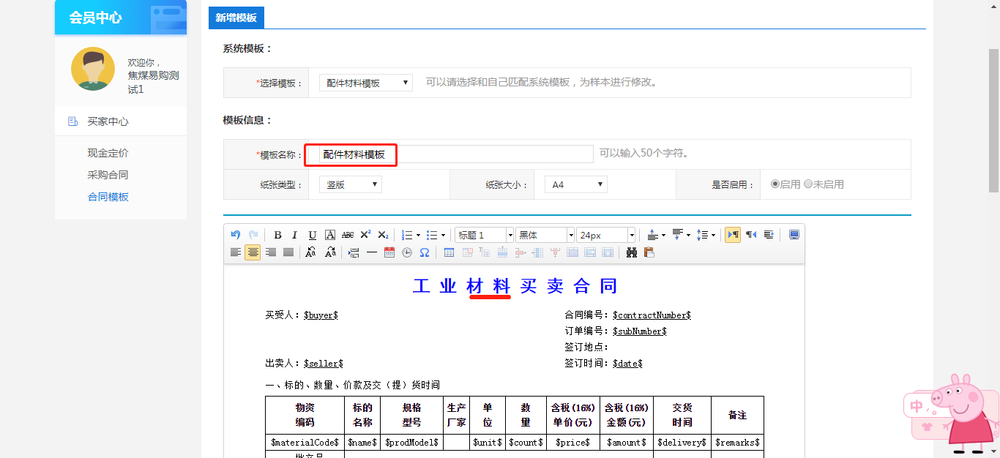 会员中心
欢迎你，
焦煤易购测
试1
买家中心
现金定价
采购合同
合同模板
新增模板
系统模板：
*选择模板： 配件材料模板 可以请选择和自己匹配系统模板，为样本进行修改。
模板信息：
*模板名称： 配件材料模板 可以输入50个字符。
纸张类型： 竖版 纸张大小： A4 是否启用： 启用 未启用
标题 1 黑体 24px
工业材料买卖合同
买受人：$buyer$ 合同编号：$contractNumber$
订单编号：$subNumber$
签订地点：
出卖人：$seller$ 签订时间：$date$
一、标的、数量、价款及交（提）货时间
物资 标的 规格 生产 单 数 含税(16%) 含税(16%) 交货 备注
编码 名称 型号 厂家 位 量 单价(元) 金额(元) 时间
$materialCode$ $name$ $prodModel$ $unit$ $count$ $price$ $amount$ $delivery$ $remarks$
中